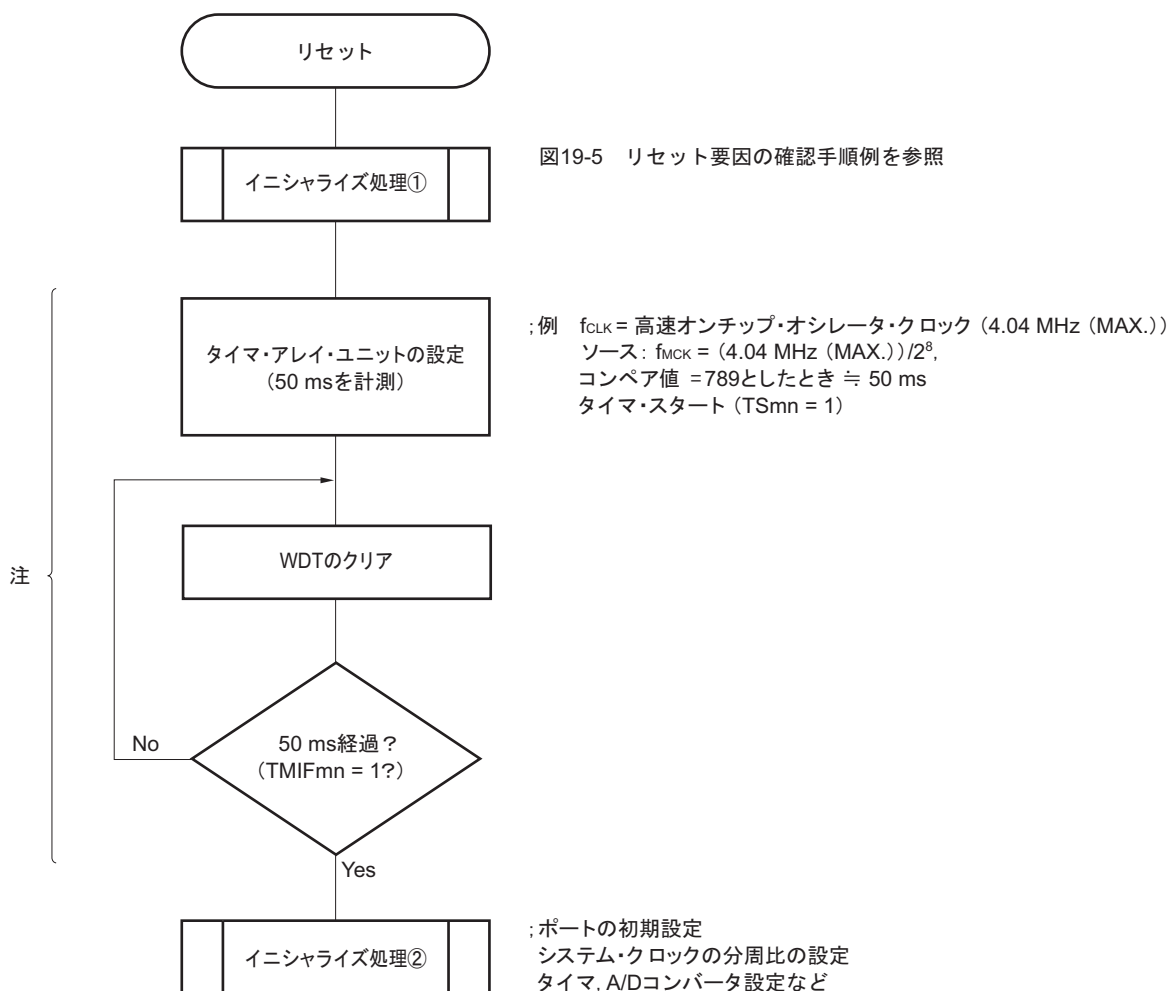 リセット
イニシャライズ処理①
図19-5 リセット要因の確認手順例を参照
タイマ・アレイ・ユニットの設定
（50 msを計測）
;例 fCLK = 高速オンチップ・オシレータ・クロック（4.04 MHz（MAX.））
ソース: fMCK =（4.04 MHz（MAX.））/2⁸,
コンペア値 =789としたとき ≒ 50 ms
タイマ・スタート（TSmn = 1）
注
WDTのクリア
No
50 ms経過？
（TMIFmn = 1?）
Yes
イニシャライズ処理②
;ポートの初期設定
システム・クロックの分周比の設定
タイマ, A/Dコンバータ設定など